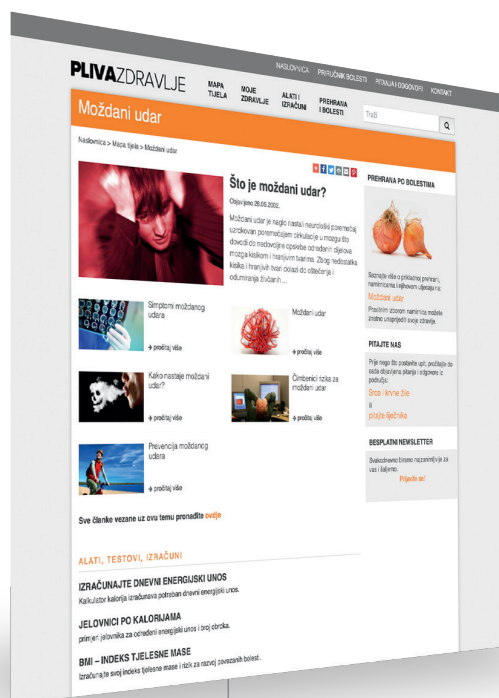 NASLOVNICA PRIRUČNIK BOLESTI PITANJA I ODGOVORI KONTAKT
PLIVAZDRAVLJE
MAPA TIJELA
MOJE ZDRAVLJE
ALATI I IZRAČUNI
PREHRANA I BOLESTI
Traži
Moždani udar
Naslovnica > Mapa tijela > Moždani udar
Što je moždani udar?
Objavljeno 28.05.2002.
Moždani udar je naglo nastali neurološki poremećaj
uzrokovan poremećajem cirkulacije u mozgu što
dovodi do nedovoljne opskrbe određenih dijelova
mozga kisikom i hranjivim tvarima. Zbog nedostatka
kisika i hranjivih tvari dolazi do oštećenja i
odumiranja živčanih ...
Simptomi moždanog
udara
→ pročitaj više
Moždani udar
→ pročitaj više
Kako nastaje moždani
udar?
→ pročitaj više
Čimbenici rizika za
moždani udar
→ pročitaj više
Prevencija moždanog
udara
→ pročitaj više
Sve članke vezane uz ovu temu pronađite ovdje
ALATI, TESTOVI, IZRAČUNI
IZRAČUNAJTE DNEVNI ENERGIJSKI UNOS
Kalkulator kalorija izračunava potreban dnevni energijski unos.
JELOVNICI PO KALORIJAMA
primjeri jelovnika za određeni energijski unos i broj obroka.
BMI – INDEKS TJELESNE MASE
Izračunajte svoj indeks tjelesne mase i rizik za razvoj povezanih bolest.
PREHRANA PO BOLESTIMA
Saznajte više o prikladnoj prehrani,
namirnicama i njihovom utjecaju na:
Moždani udar
Pravilnim izborom namirnica možete
znatno unaprijediti svoje zdravlje.
PITAJTE NAS
Prije nego što postavite upit, pročitajte do
sada objavljena pitanja i odgovore iz
područja:
Srce i krvne žile
ili
pitajte liječnika
BESPLATNI NEWSLETTER
Svakodnevno biramo najzanimljivije za
vas i šaljemo.
Prijavite se!